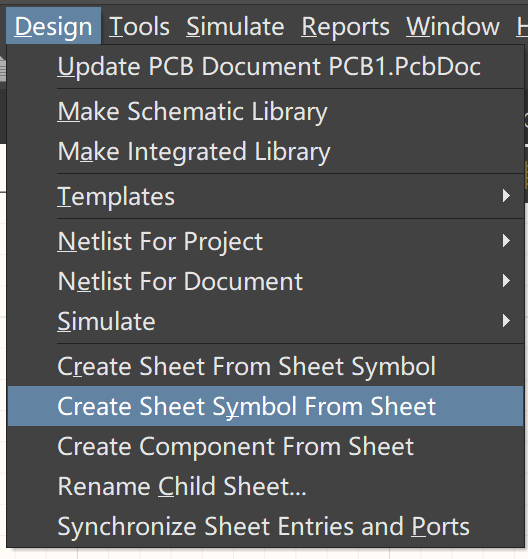 Design Tools Simulate Reports Window H
Update PCB Document PCB1.PcbDoc
Make Schematic Library
Make Integrated Library
Templates
Netlist For Project
Netlist For Document
Simulate
Create Sheet From Sheet Symbol
Create Sheet Symbol From Sheet
Create Component From Sheet
Rename Child Sheet...
Synchronize Sheet Entries and Ports